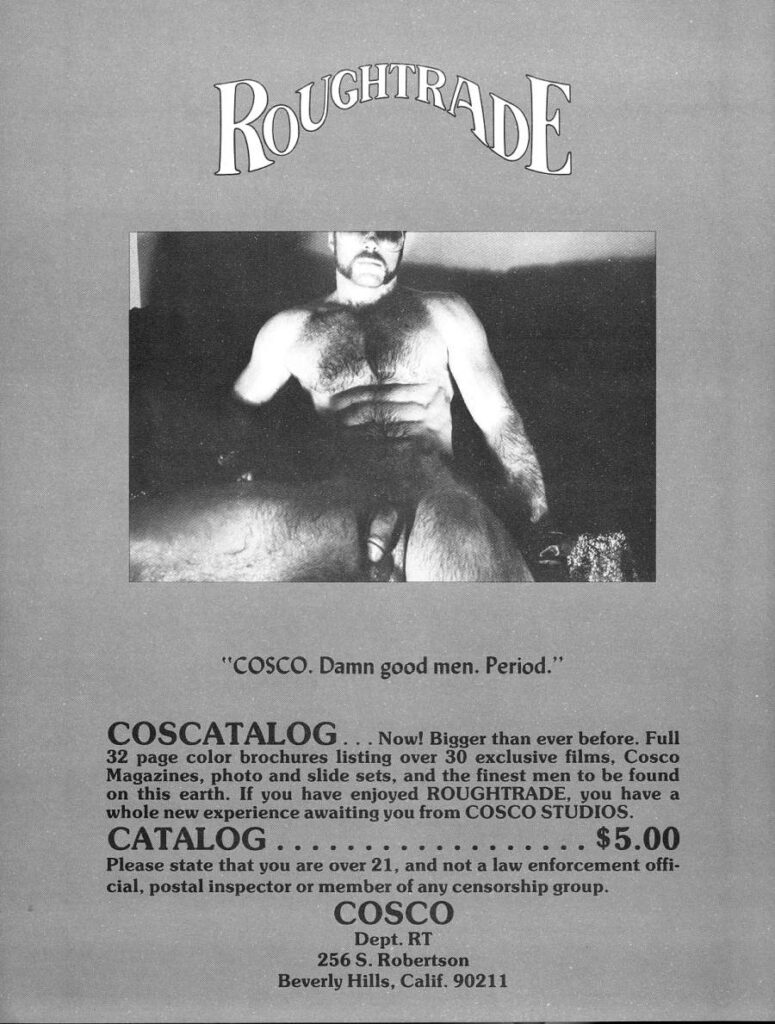 ROUGHTRADE
"COSCO. Damn good men. Period."
COSCATALOG . . . Now! Bigger than ever before. Full
32 page color brochures listing over 30 exclusive films, Cosco
Magazines, photo and slide sets, and the finest men to be found
on this earth. If you have enjoyed ROUGHTRADE, you have a
whole new experience awaiting you from COSCO STUDIOS.
CATALOG . . . . . . . . . . . . . . . . . . . $5.00
Please state that you are over 21, and not a law enforcement offi-
cial, postal inspector or member of any censorship group.
COSCO
Dept. RT
256 S. Robertson
Beverly Hills, Calif. 90211